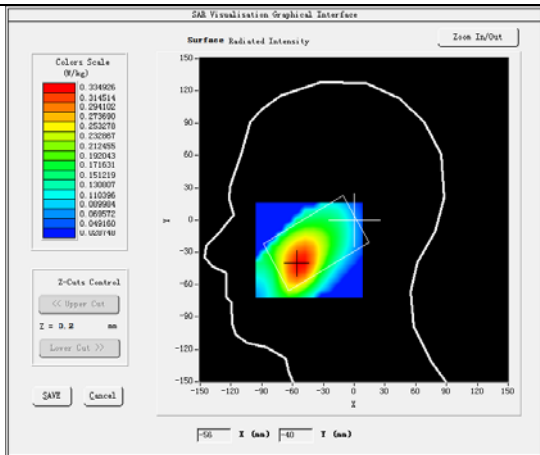 SAR Visualisation Graphical Interface
Surface Radiated Intensity
Zoom In/Out
Colors Scale
(W/kg)
0.334926
0.314514
0.294102
0.273690
0.253278
0.232867
0.212455
0.192043
0.171631
0.151219
0.130807
0.110396
0.089984
0.069572
0.049160
0.028748
Z-Cuts Control
<< Upper Cut
Z = 3.2 mm
Lower Cut >>
SAVE
Cancel
150
120
90
60
30
0
-30
-60
-90
-120
-150
Y
-150 -120 -90 -60 -30 0 30 60 90 120 150
X
-56 X (mm) -40 Y (mm)